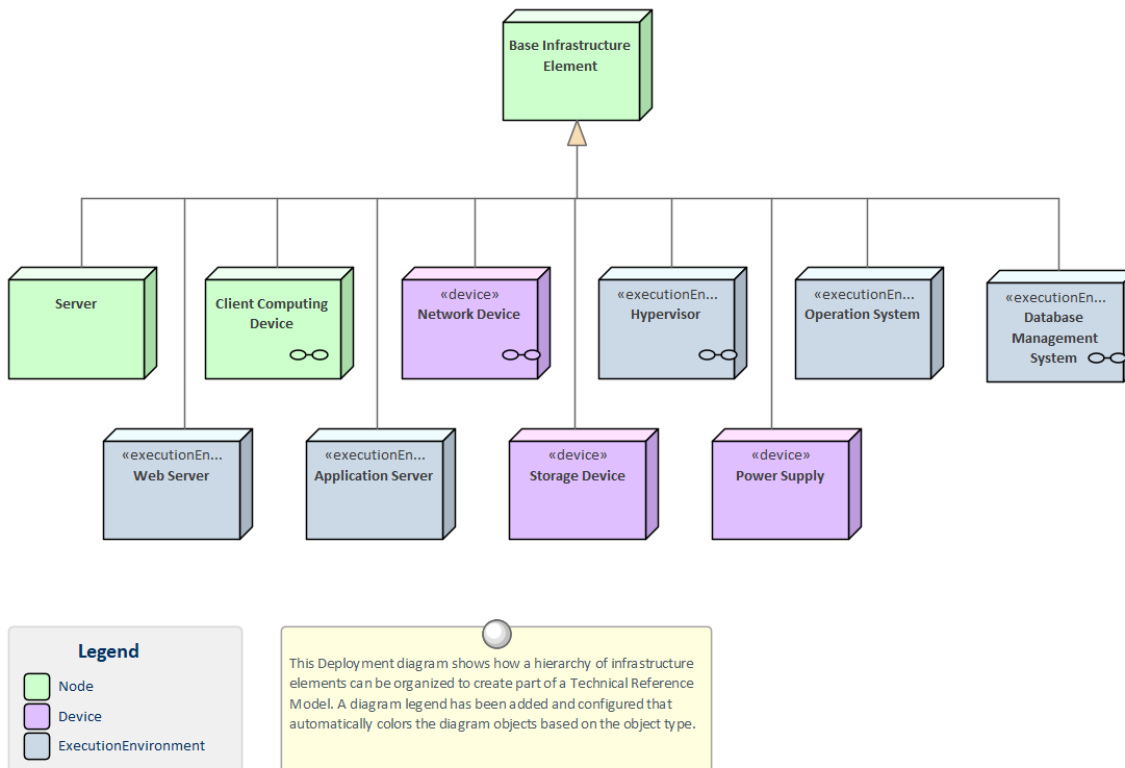 Base Infrastructure
Element
Server
Client Computing
Device
«device»
Network Device
«executionEn...
Hypervisor
«executionEn...
Operation System
«executionEn...
Database
Management
System
«executionEn...
Web Server
«executionEn...
Application Server
«device»
Storage Device
«device»
Power Supply
Legend
Node
Device
ExecutionEnvironment
This Deployment diagram shows how a hierarchy of infrastructure
elements can be organized to create part of a Technical Reference
Model. A diagram legend has been added and configured that
automatically colors the diagram objects based on the object type.